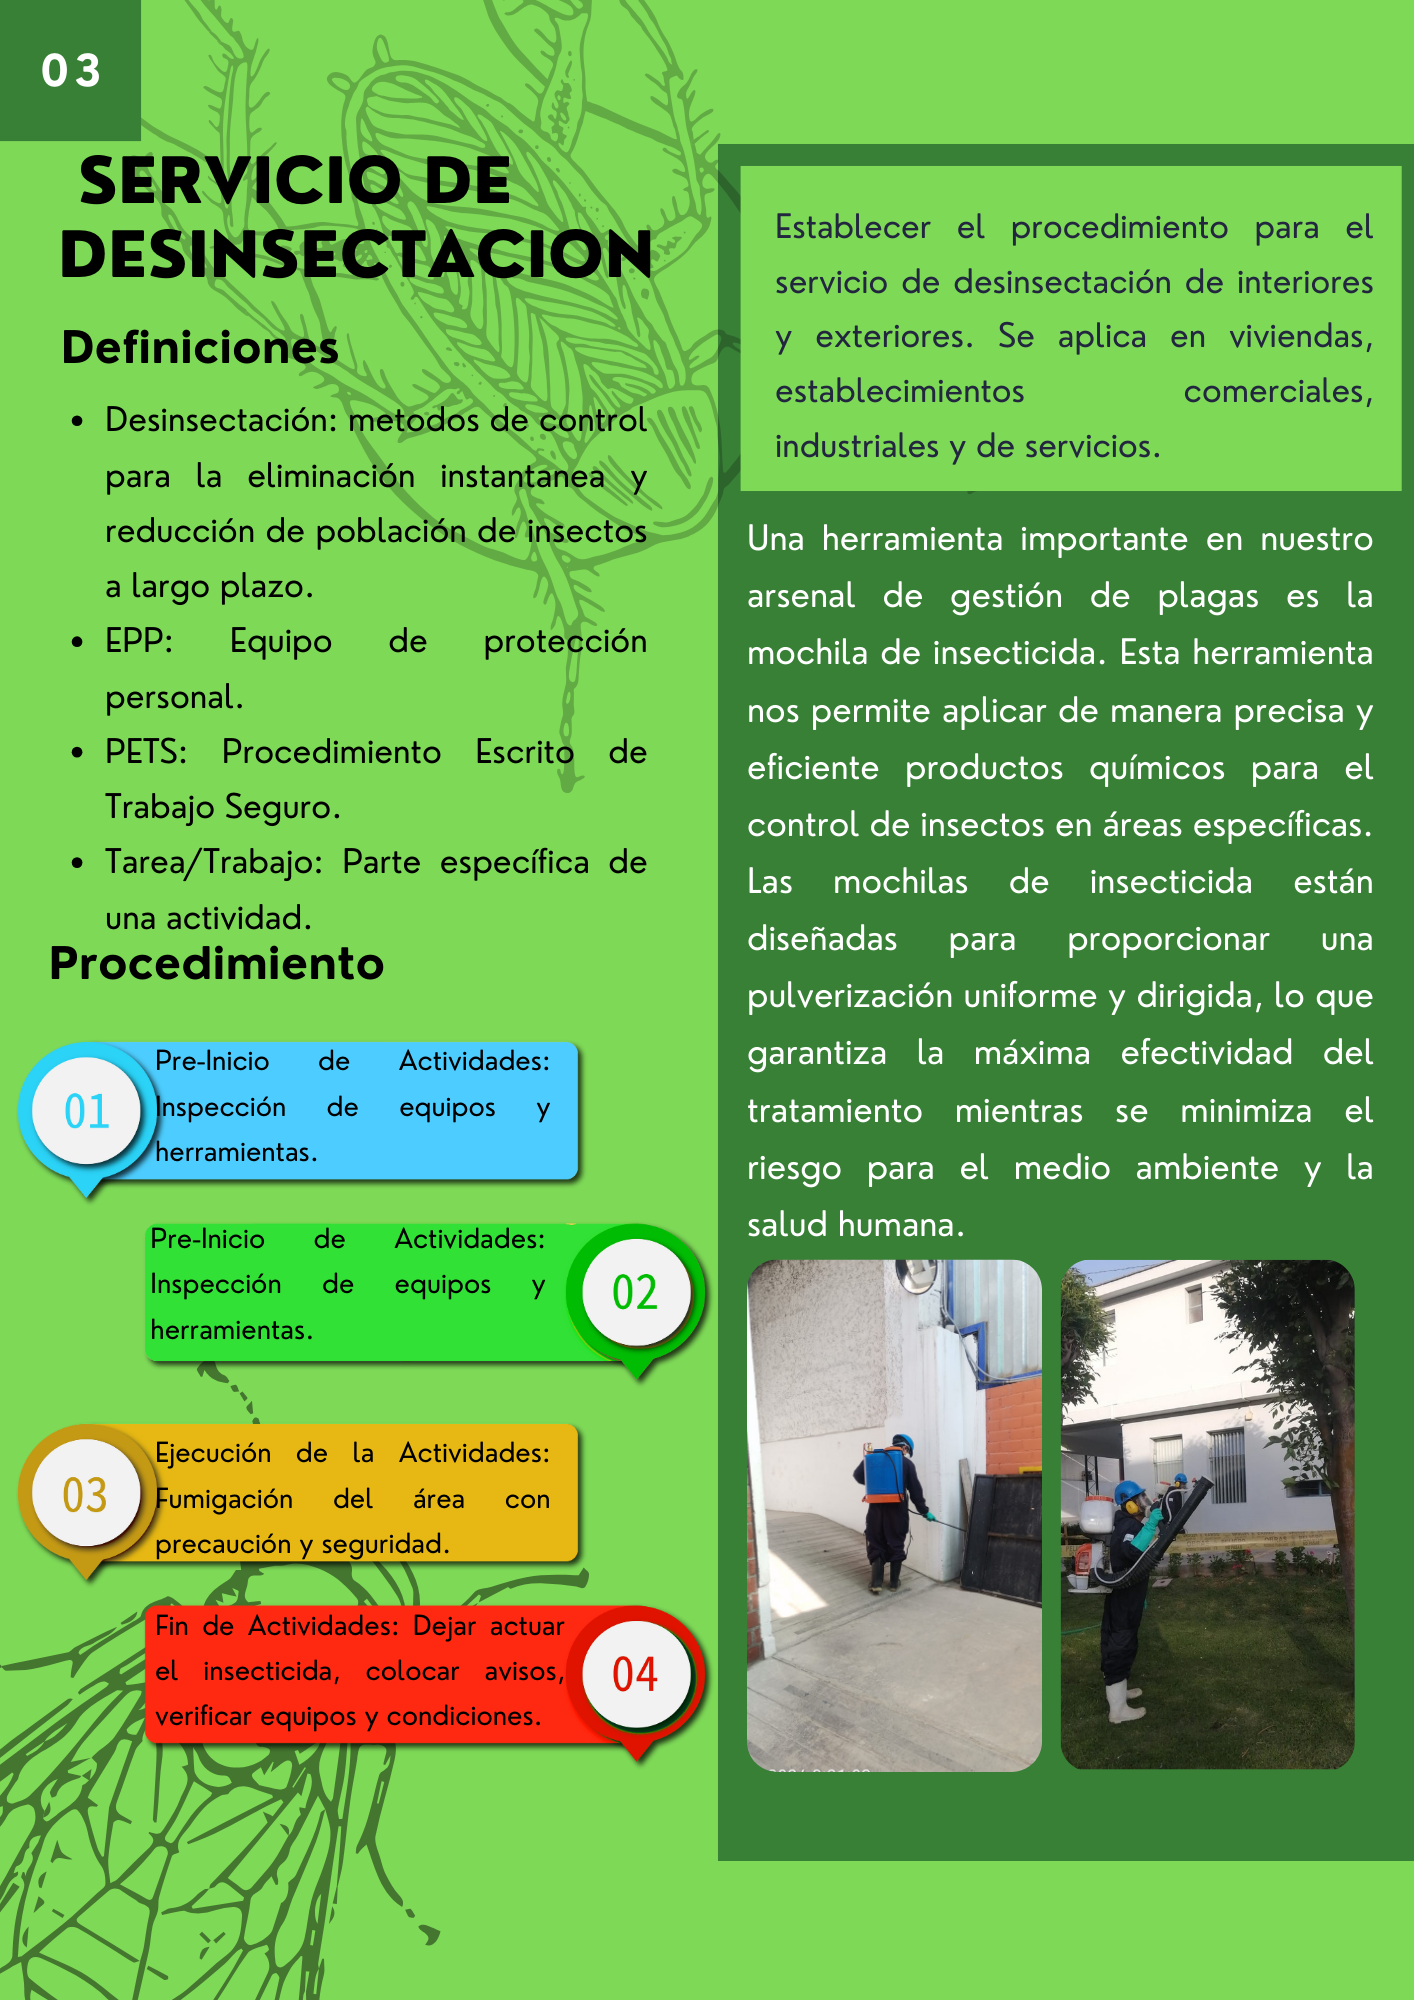 03
SERVICIO DE
DESINSECTACION
Definiciones
• Desinsectación: metodos de control
para la eliminación instantanea y
reducción de población de insectos
a largo plazo.
• EPP: Equipo de protección
personal.
• PETS: Procedimiento Escrito de
Trabajo Seguro.
• Tarea/Trabajo: Parte específica de
una actividad.
Procedimiento
01
Pre-Inicio de Actividades:
Inspección de equipos y
herramientas.
Pre-Inicio de Actividades:
Inspección de equipos y
herramientas.
02
03
Ejecución de la Actividades:
Fumigación del área con
precaución y seguridad.
Fin de Actividades: Dejar actuar
el insecticida, colocar avisos,
verificar equipos y condiciones.
04
Establecer el procedimiento para el
servicio de desinsectación de interiores
y exteriores. Se aplica en viviendas,
establecimientos comerciales,
industriales y de servicios.
Una herramienta importante en nuestro
arsenal de gestión de plagas es la
mochila de insecticida. Esta herramienta
nos permite aplicar de manera precisa y
eficiente productos químicos para el
control de insectos en áreas específicas.
Las mochilas de insecticida están
diseñadas para proporcionar una
pulverización uniforme y dirigida, lo que
garantiza la máxima efectividad del
tratamiento mientras se minimiza el
riesgo para el medio ambiente y la
salud humana.